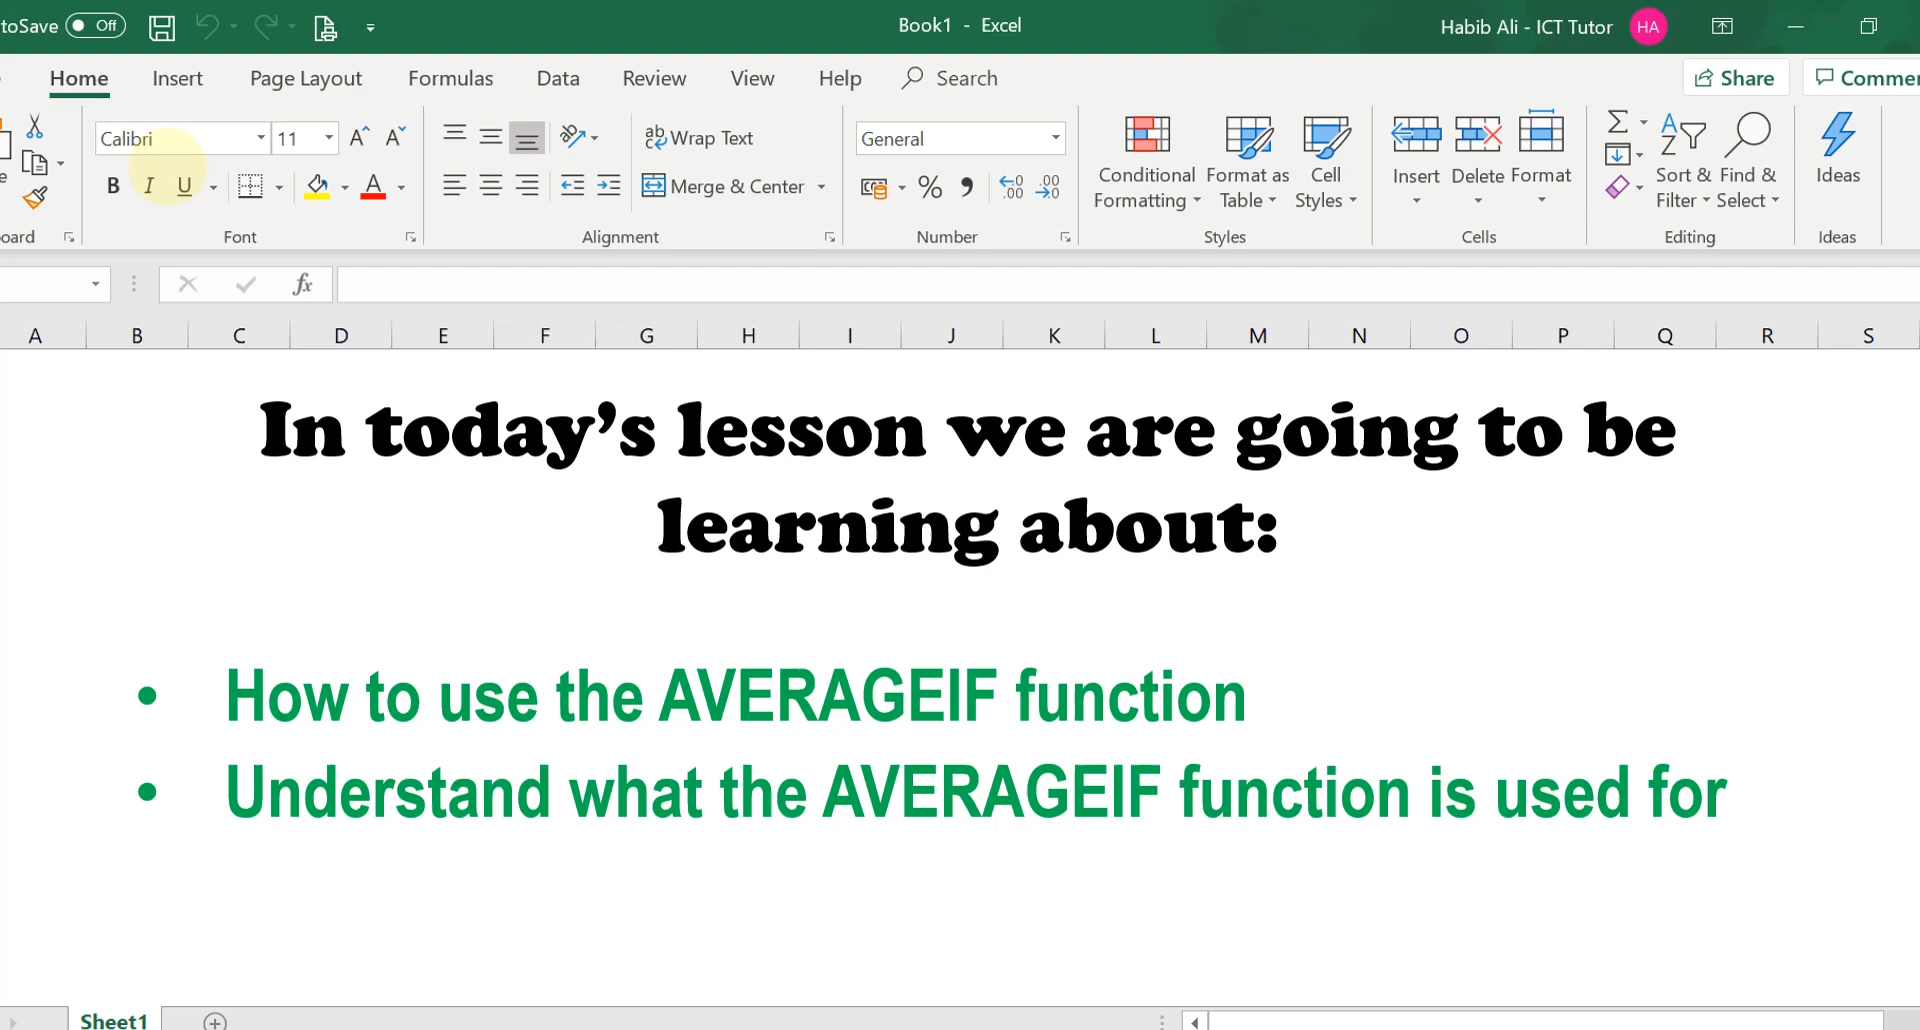 toSave Off Book1 - Excel Habib Ali - ICT Tutor HA
Home Insert Page Layout Formulas Data Review View Help Search Share Commen
Calibri 11 A A ab Wrap Text General
B I U A Merge & Center % .00 .00
Conditional Formatting Format as Table Cell Styles Insert Delete Format Sort & Filter Find & Select Ideas
oard Font Alignment Number Styles Cells Editing Ideas
fx
A B C D E F G H I J K L M N O P Q R S
In today's lesson we are going to be
learning about:
• How to use the AVERAGEIF function
• Understand what the AVERAGEIF function is used for
Sheet1